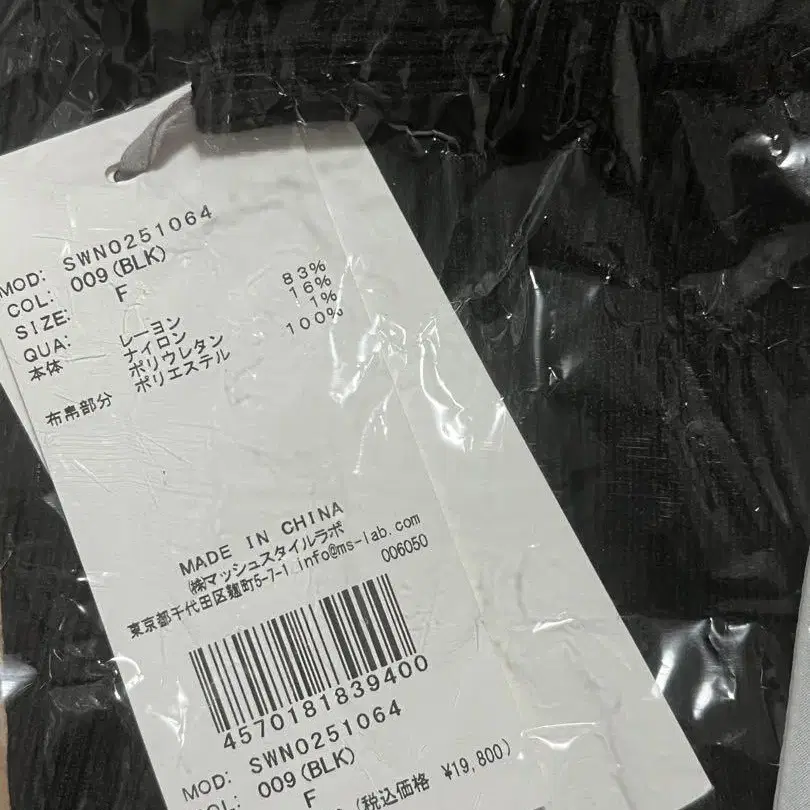 MOD: SWNO251064
COL: 009(BLK)
SIZE: F
QUA:
本体 レーヨン 83%
ナイロン 16%
ポリウレタン 1%
布帛部分 ポリエステル 100%
MADE IN CHINA
㈱マッシュスタイルラボ
東京都千代田区麹町5-7-1 info@ms-lab.com
006050
4570181839400
MOD: SWNO251064
COL: 009(BLK)
F
(税込価格 ¥19,800)